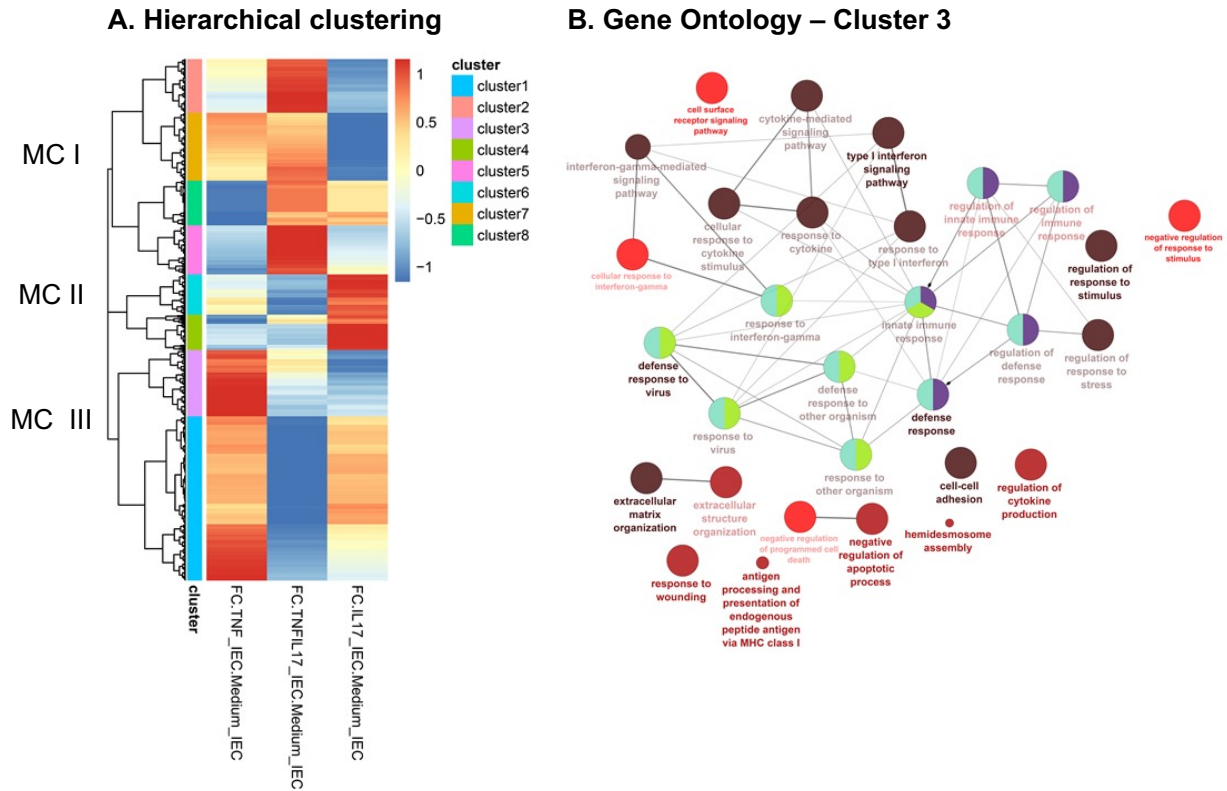 A. Hierarchical clustering
MC I
MC II
MC III
cluster
1
0.5
0
−0.5
−1
cluster
cluster1
cluster2
cluster3
cluster4
cluster5
cluster6
cluster7
cluster8
FC.TNF_IEC.Medium_IEC
FC.TNFIL17_IEC.Medium_IEC
FC.IL17_IEC.Medium_IEC
B. Gene Ontology – Cluster 3
cell surface
receptor signaling
pathway
cytokine-mediated
signaling
pathway
type I interferon
signaling
pathway
interferon-gamma-mediated
signaling
pathway
regulation of
innate immune
response
regulation of
immune
response
negative regulation
of response to
stimulus
cellular
response to
cytokine
stimulus
response to
cytokine
response to
type I interferon
regulation of
response to
stimulus
cellular response to
interferon-gamma
response to
interferon-gamma
innate immune
response
regulation of
defense
response
regulation of
response to
stress
defense
response to
virus
defense
response to
other organism
defense
response
response to
virus
response to
other organism
extracellular
matrix
organization
extracellular
structure
organization
cell-cell
adhesion
regulation of
cytokine
production
negative regulation
of programmed cell
death
negative
regulation of
apoptotic
process
hemidesmosome
assembly
response to
wounding
antigen
processing and
presentation of
endogenous
peptide antigen
via MHC class I